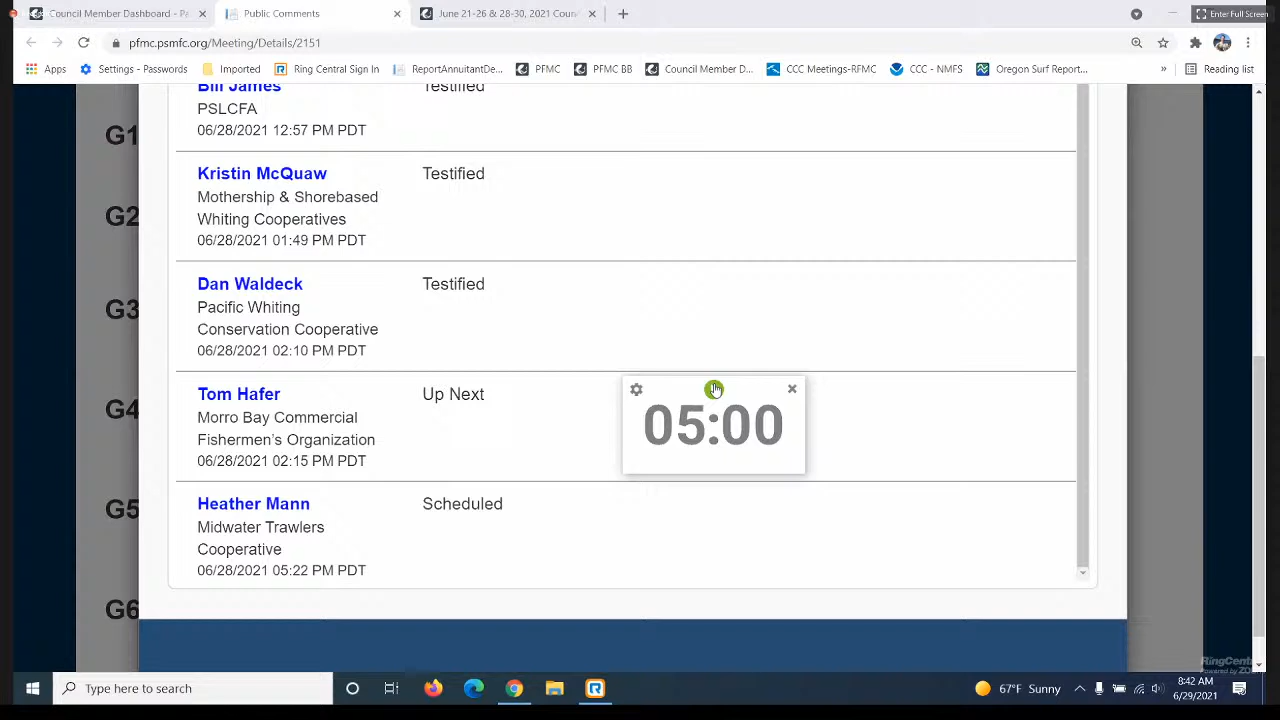 Council Member Dashboard - Pa
Public Comments
June 21-26 & 28-30, 2021 Coun
Enter Full Screen
pfmc.psmfc.org/Meeting/Details/2151
Apps
Settings - Passwords
Imported
Ring Central Sign In
ReportAnnuitantDe...
PFMC
PFMC BB
Council Member D...
CCC Meetings-RFMC
CCC - NMFS
Oregon Surf Repor...
»
Reading list
Bill James
Testified
PSLCFA
06/28/2021 12:57 PM PDT
G1
Kristin McQuaw
Testified
Mothership & Shorebased
Whiting Cooperatives
06/28/2021 01:49 PM PDT
G2
Dan Waldeck
Testified
Pacific Whiting
Conservation Cooperative
06/28/2021 02:10 PM PDT
G3
Tom Hafer
Up Next
Morro Bay Commercial
Fishermen's Organization
06/28/2021 02:15 PM PDT
05:00
G4
Heather Mann
Scheduled
Midwater Trawlers
Cooperative
06/28/2021 05:22 PM PDT
G5
G6
RingCentr
Powered by ZO
Type here to search
67°F Sunny
8:42 AM
6/29/2021